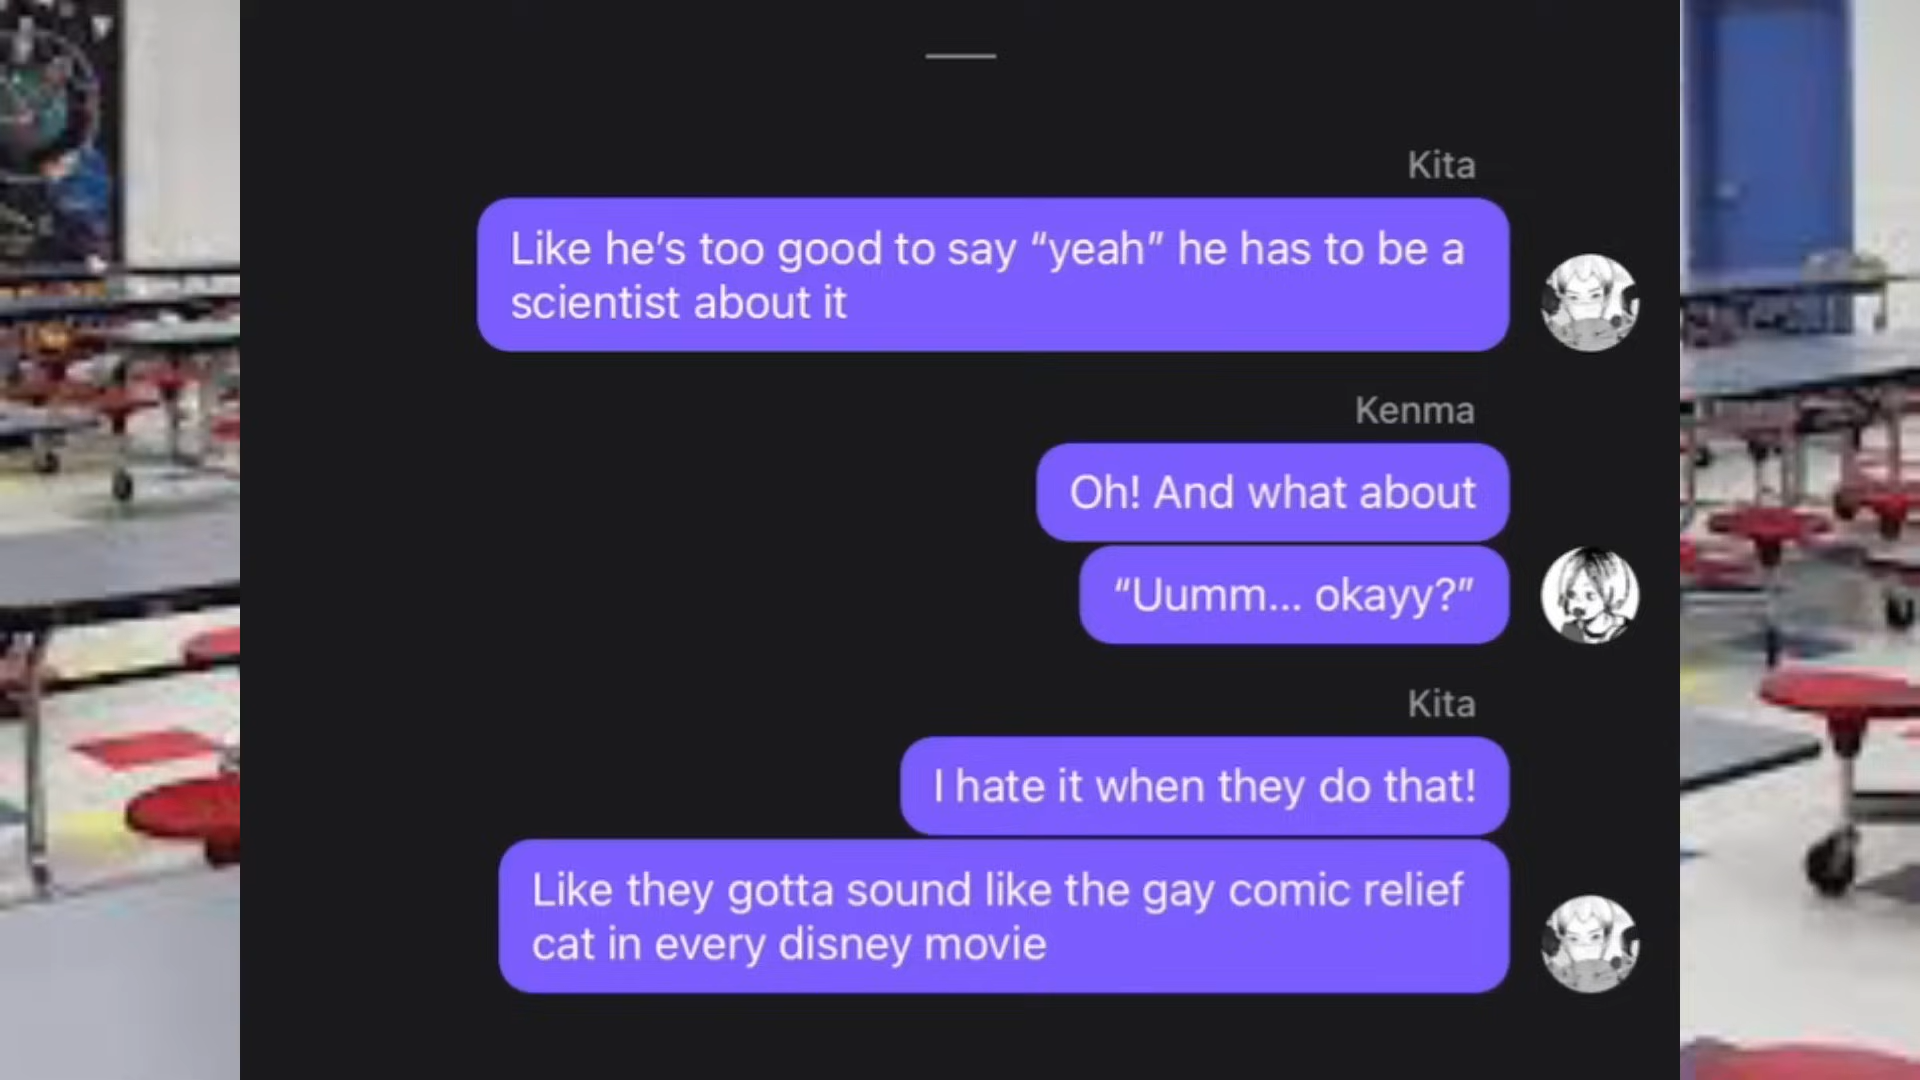 Kita
Like he’s too good to say “yeah” he has to be a
scientist about it
Kenma
Oh! And what about
“Uumm... okayy?”
Kita
I hate it when they do that!
Like they gotta sound like the gay comic relief
cat in every disney movie